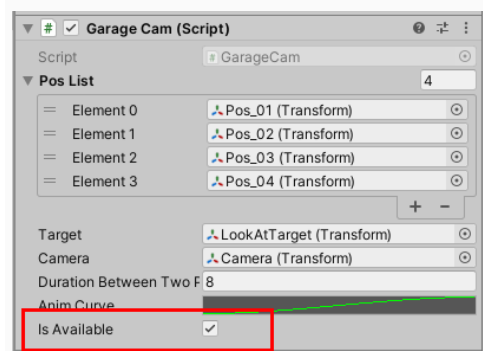 # Garage Cam (Script)
Script # GarageCam
Pos List 4
Element 0 Pos_01 (Transform)
Element 1 Pos_02 (Transform)
Element 2 Pos_03 (Transform)
Element 3 Pos_04 (Transform)
+ -
Target LookAtTarget (Transform)
Camera Camera (Transform)
Duration Between Two P 8
Anim Curve
Is Available